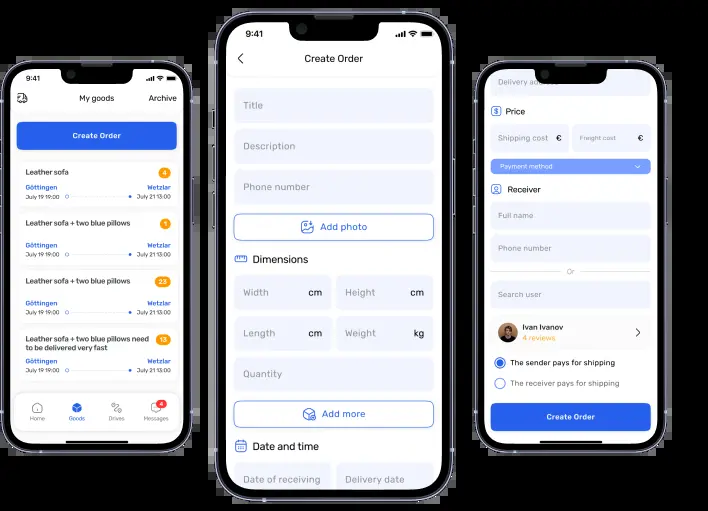 9:41
My goods
Archive
Create Order
Leather sofa
4
Göttingen
Wetzlar
July 19 19:00
July 21 13:00
Leather sofa + two blue pillows
1
Göttingen
Wetzlar
July 19 19:00
July 21 13:00
Leather sofa + two blue pillows
23
Göttingen
Wetzlar
July 19 19:00
July 21 13:00
Leather sofa + two blue pillows need
to be delivered very fast
13
Göttingen
Wetzlar
July 19 19:00
July 21 13:00
Home
Goods
Drives
4
Messages
9:41
Create Order
Title
Description
Phone number
Add photo
Dimensions
Width cm
Height cm
Length cm
Weight kg
Quantity
Add more
Date and time
Date of receiving
Delivery date
9:41
Delivery address
$ Price
Shipping cost €
Freight cost €
Payment method
Receiver
Full name
Phone number
Or
Search user
Ivan Ivanov
4 reviews
The sender pays for shipping
The receiver pays for shipping
Create Order